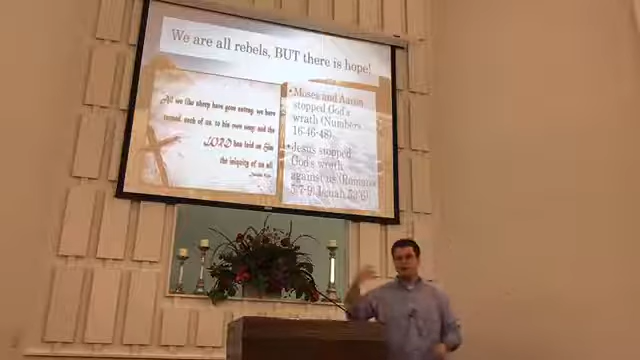 We are all rebels, BUT there is hope!
All we like sheep have gone astray; we have
turned, each of us, to his own way; and the
LORD has laid on Him
the iniquity of us all
• Moses and Aaron
stopped God's
wrath (Numbers
16:46-48).
• Jesus stopped
God's wrath
against us (Romans
5:7-9; Isaiah 53:6)